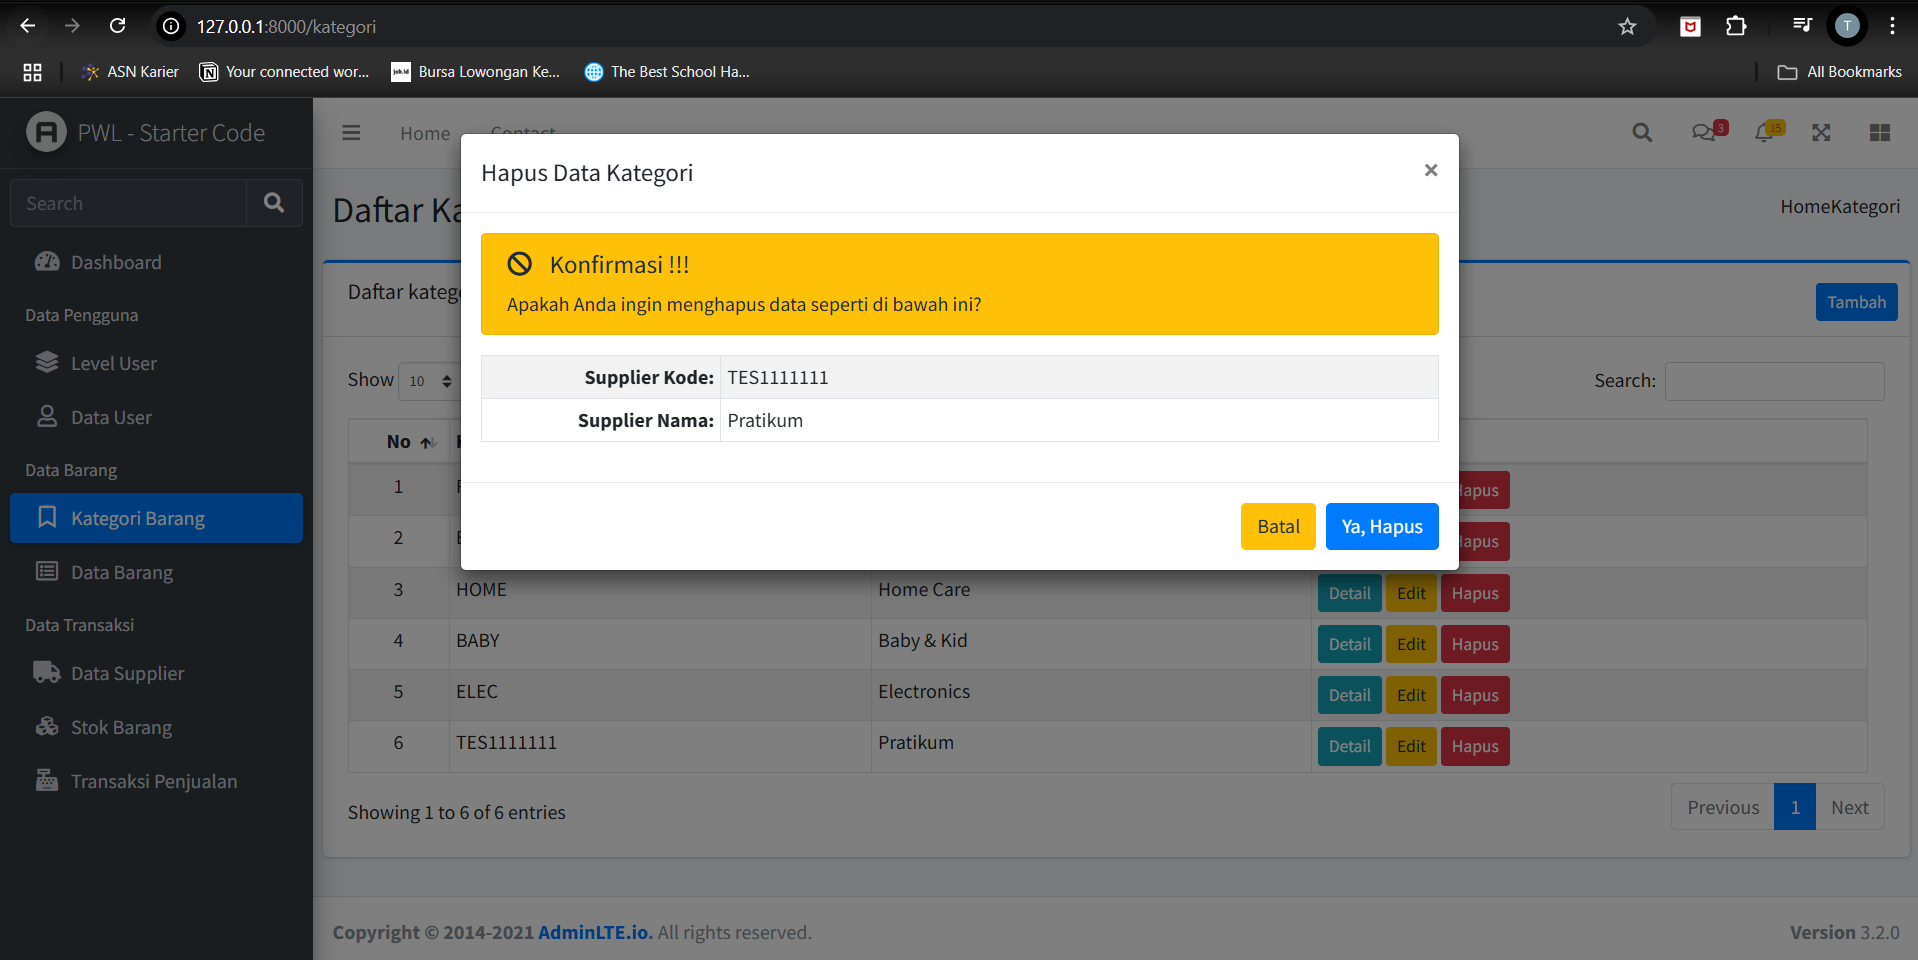 127.0.0.1:8000/kategori
ASN Karier
Your connected wor...
Bursa Lowongan Ke...
The Best School Ha...
All Bookmarks
T
PWL - Starter Code
Home
Contact
3
15
Search
Dashboard
Data Pengguna
Level User
Data User
Data Barang
Kategori Barang
Data Barang
Data Transaksi
Data Supplier
Stok Barang
Transaksi Penjualan
Daftar
HomeKategori
Daftar
Tambah
Show 10
Search:
Hapus Data Kategori
×
Konfirmasi !!!
Apakah Anda ingin menghapus data seperti di bawah ini?
Supplier Kode: TES1111111
Supplier Nama: Pratikum
Batal
Ya, Hapus
No
1 Hapus
2 Hapus
3 HOME Home Care Detail Edit Hapus
4 BABY Baby & Kid Detail Edit Hapus
5 ELEC Electronics Detail Edit Hapus
6 TES1111111 Pratikum Detail Edit Hapus
Showing 1 to 6 of 6 entries
Previous 1 Next
Copyright © 2014-2021 AdminLTE.io. All rights reserved.
Version 3.2.0